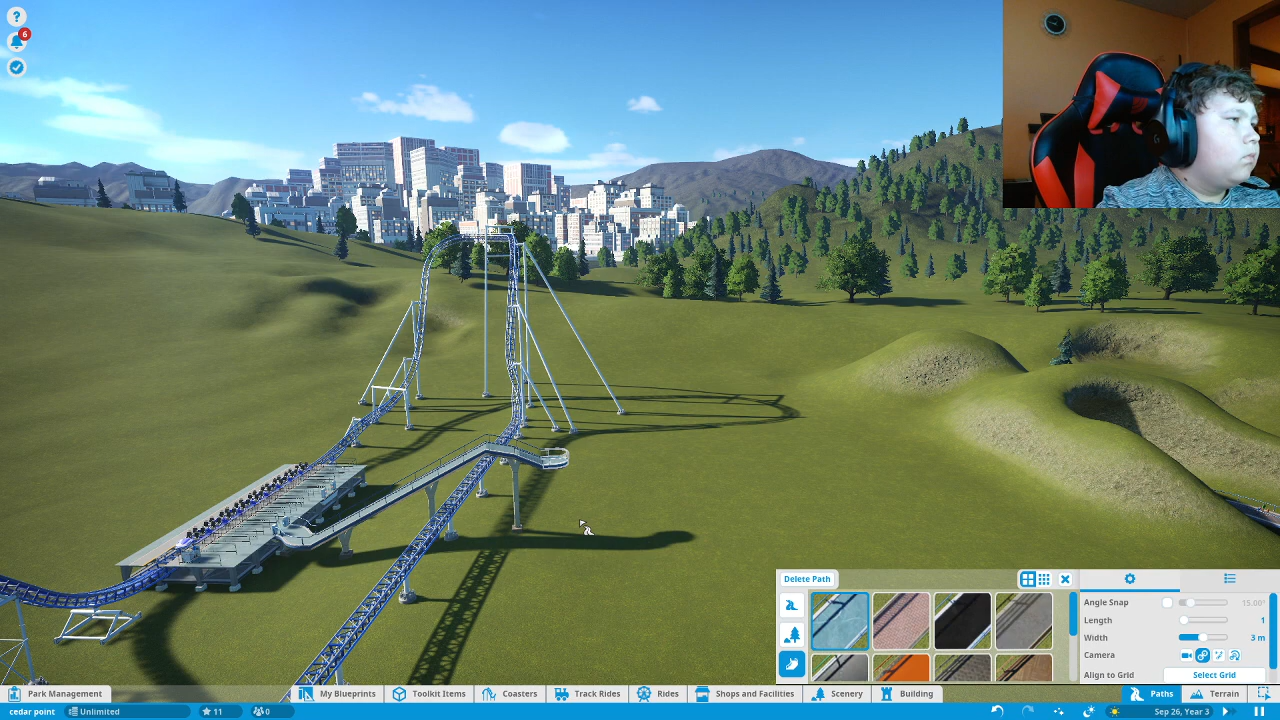 ?
6
Delete Path
Angle Snap 15.00°
Length 1
Width 3 m
Camera
Align to Grid Select Grid
Park Management My Blueprints Toolkit Items Coasters Track Rides Rides Shops and Facilities Scenery Building Paths Terrain
cedar point Unlimited 11 0 Sep 26, Year 3